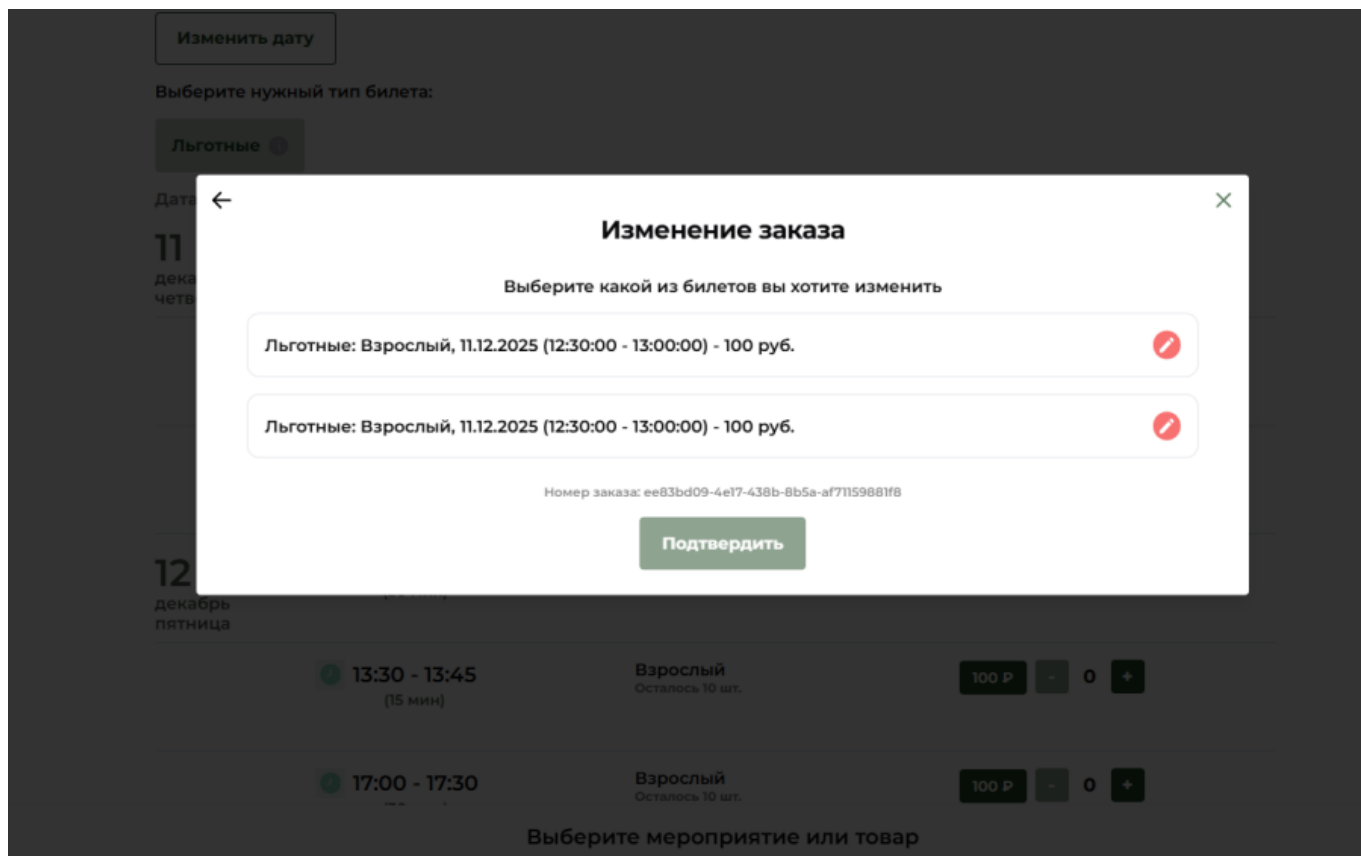 Изменить дату
Выберите нужный тип билета:
Льготные
Дата
11
дека
четв
Изменение заказа
Выберите какой из билетов вы хотите изменить
Льготные: Взрослый, 11.12.2025 (12:30:00 - 13:00:00) - 100 руб.
Льготные: Взрослый, 11.12.2025 (12:30:00 - 13:00:00) - 100 руб.
Номер заказа: ee83bd09-4e17-438b-8b5a-af71159881f8
Подтвердить
12
декабрь
пятница
13:30 - 13:45 Взрослый 100 ₽ - 0 +
(15 мин) Осталось 10 шт.
17:00 - 17:30 Взрослый 100 ₽ - 0 +
Осталось 10 шт.
Выберите мероприятие или товар